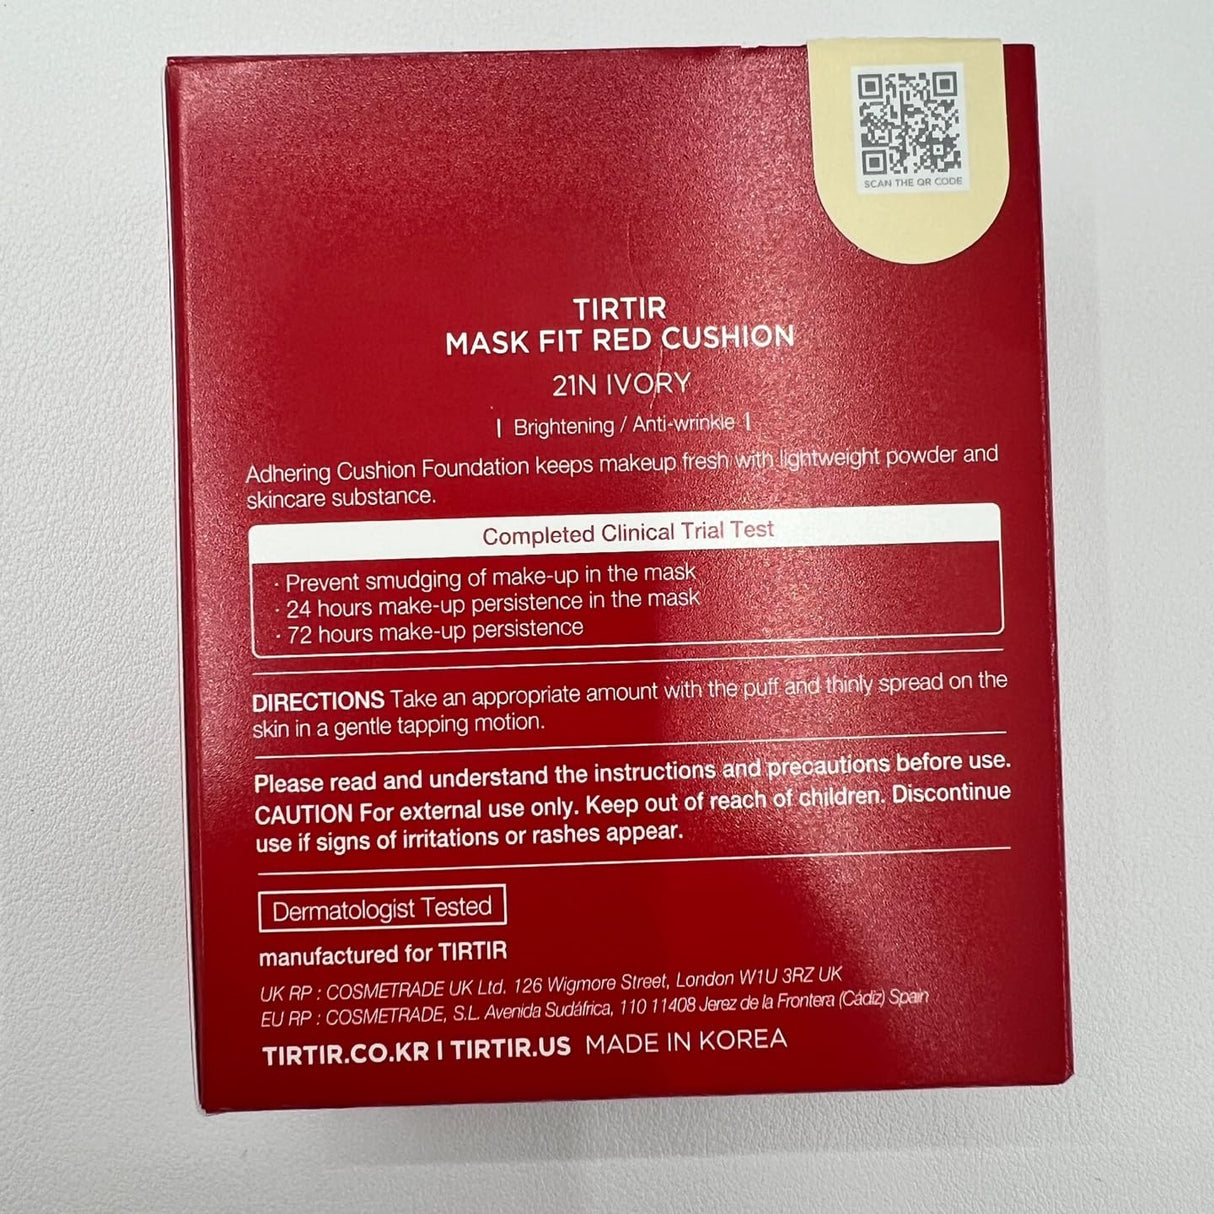 SCAN THE QR CODE
TIRTIR
MASK FIT RED CUSHION
21N IVORY
| Brightening / Anti-wrinkle |
Adhering Cushion Foundation keeps makeup fresh with lightweight powder and
skincare substance.
Completed Clinical Trial Test
· Prevent smudging of make-up in the mask
· 24 hours make-up persistence in the mask
· 72 hours make-up persistence
DIRECTIONS Take an appropriate amount with the puff and thinly spread on the
skin in a gentle tapping motion.
Please read and understand the instructions and precautions before use.
CAUTION For external use only. Keep out of reach of children. Discontinue
use if signs of irritations or rashes appear.
Dermatologist Tested
manufactured for TIRTIR
UK RP : COSMETRADE UK Ltd. 126 Wigmore Street, London W1U 3RZ UK
EU RP : COSMETRADE, S.L. Avenida Sudáfrica, 110 11408 Jerez de la Frontera (Cádiz) Spain
TIRTIR.CO.KR I TIRTIR.US MADE IN KOREA